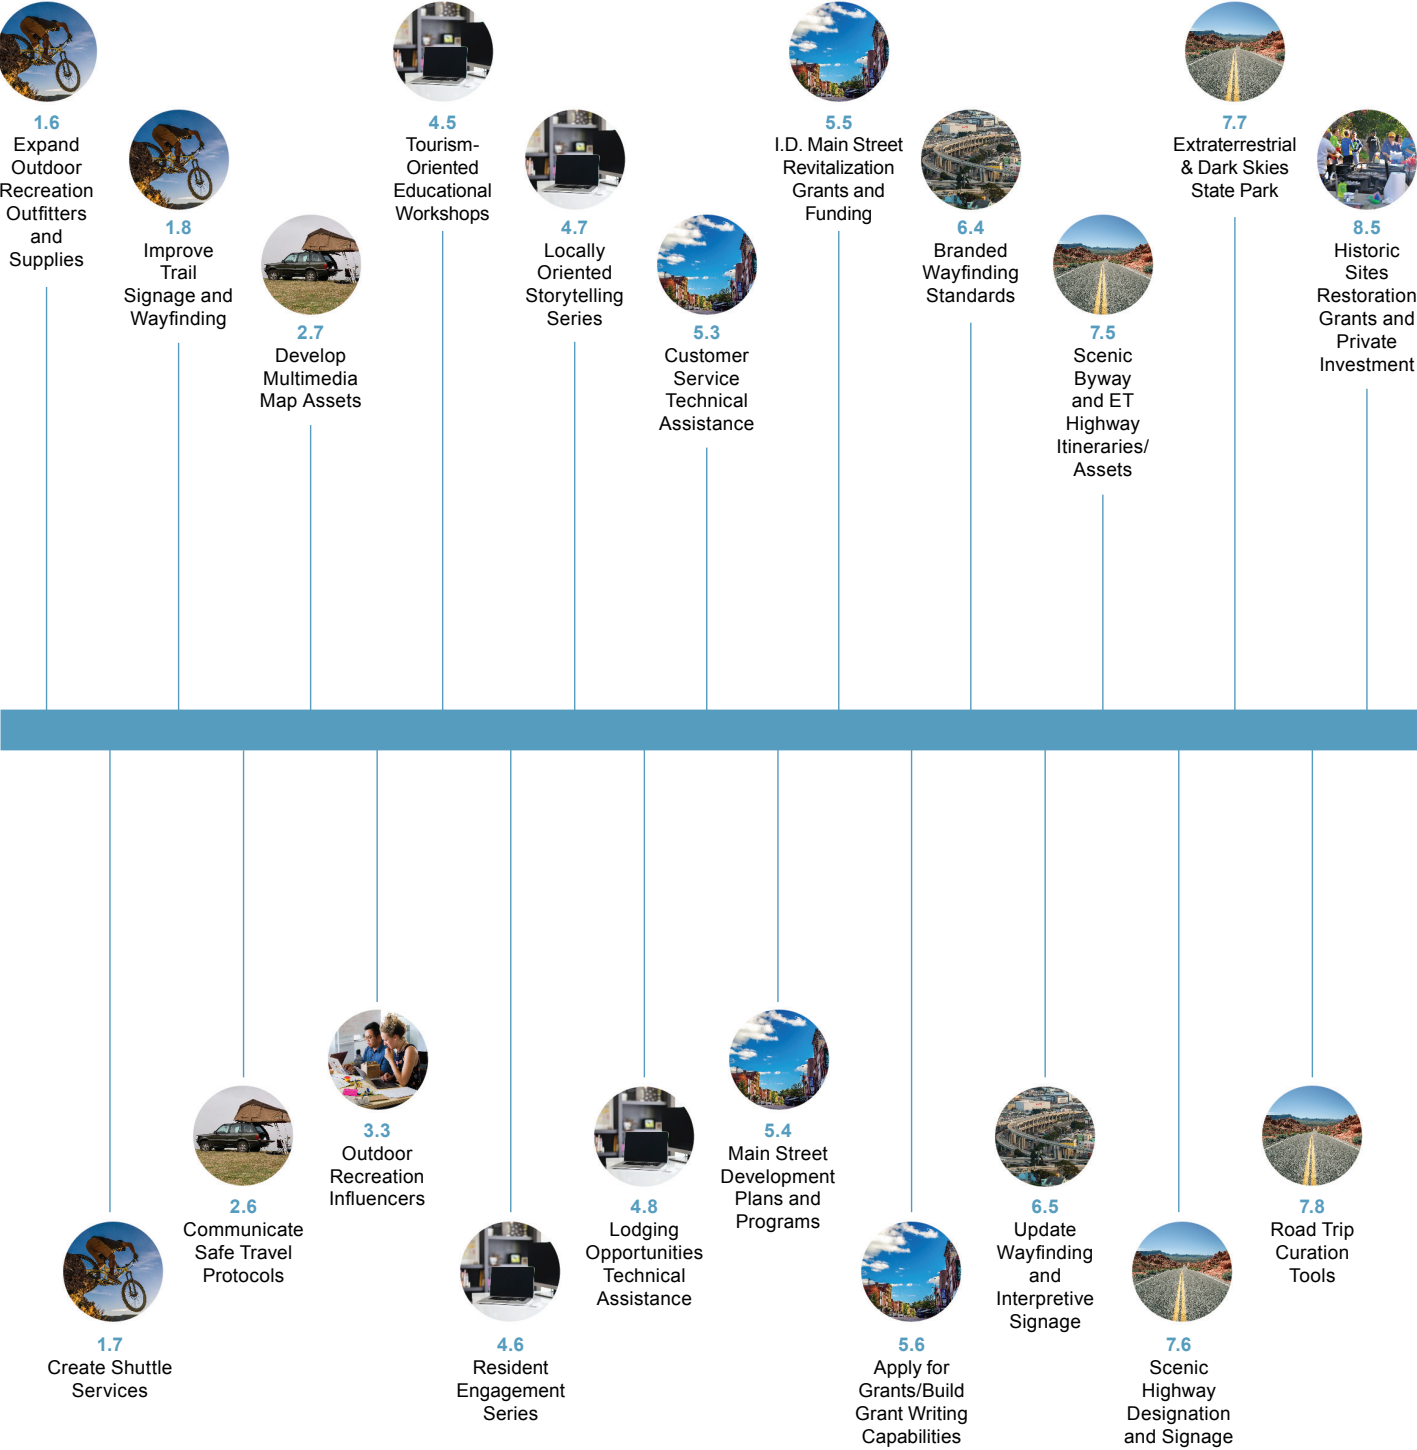 1.6
Expand
Outdoor
Recreation
Outfitters
and
Supplies
1.8
Improve
Trail
Signage and
Wayfinding
2.7
Develop
Multimedia
Map Assets
4.5
Tourism-
Oriented
Educational
Workshops
4.7
Locally
Oriented
Storytelling
Series
5.3
Customer
Service
Technical
Assistance
5.5
I.D. Main Street
Revitalization
Grants and
Funding
6.4
Branded
Wayfinding
Standards
7.5
Scenic
Byway
and ET
Highway
Itineraries/
Assets
7.7
Extraterrestrial
& Dark Skies
State Park
8.5
Historic
Sites
Restoration
Grants and
Private
Investment
1.7
Create Shuttle
Services
2.6
Communicate
Safe Travel
Protocols
3.3
Outdoor
Recreation
Influencers
4.6
Resident
Engagement
Series
4.8
Lodging
Opportunities
Technical
Assistance
5.4
Main Street
Development
Plans and
Programs
5.6
Apply for
Grants/Build
Grant Writing
Capabilities
6.5
Update
Wayfinding
and
Interpretive
Signage
7.6
Scenic
Highway
Designation
and Signage
7.8
Road Trip
Curation
Tools